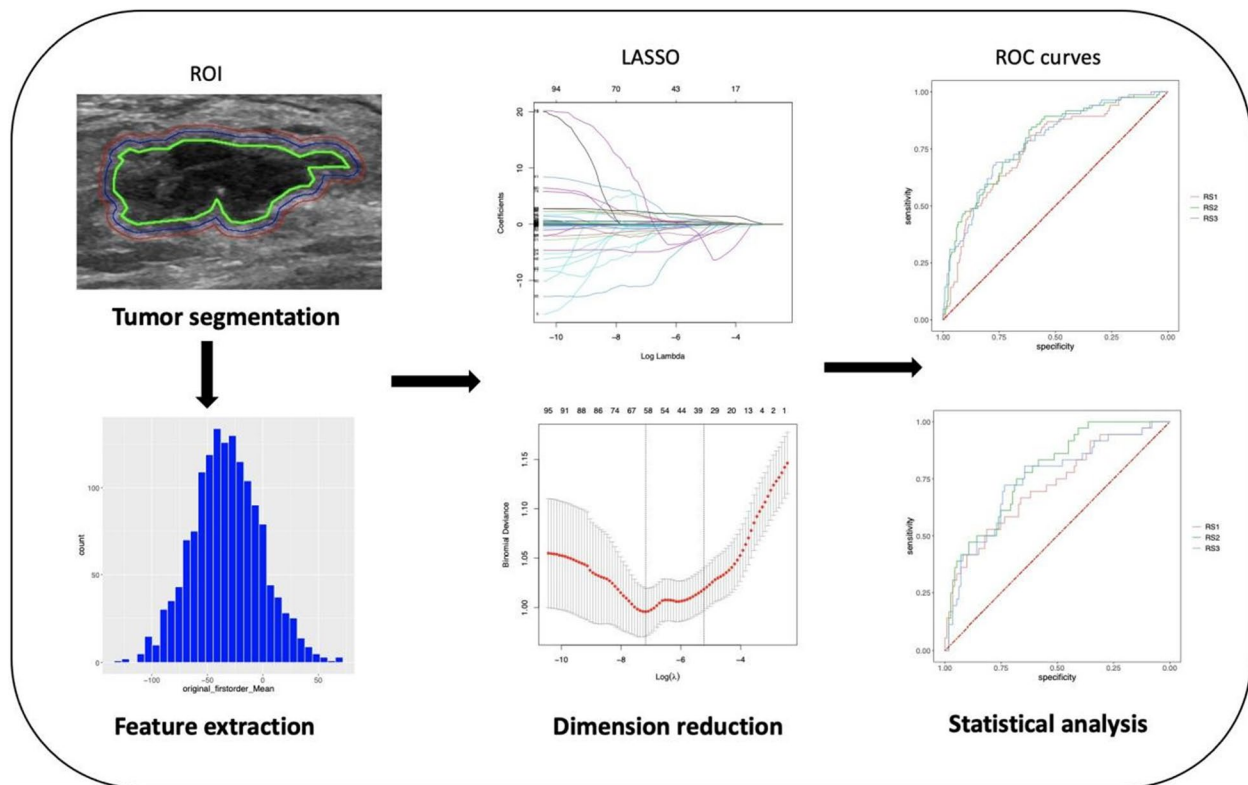 ROI
Tumor segmentation
100
50
0
count
-100 -50 0 50
original_firstorder_Mean
Feature extraction
LASSO
94 70 43 17
20
10
0
-10
Coefficients
-10 -8 -6 -4
Log Lambda
95 91 88 86 74 67 58 54 44 39 29 20 13 4 2 1
1.15
1.10
1.05
1.00
Binomial Deviance
-10 -8 -6 -4
Log(λ)
Dimension reduction
ROC curves
1.00
0.75
0.50
0.25
0.00
sensitivity
1.00 0.75 0.50 0.25 0.00
specificity
RS1
RS2
RS3
1.00
0.75
0.50
0.25
0.00
sensitivity
1.00 0.75 0.50 0.25 0.00
specificity
RS1
RS2
RS3
Statistical analysis